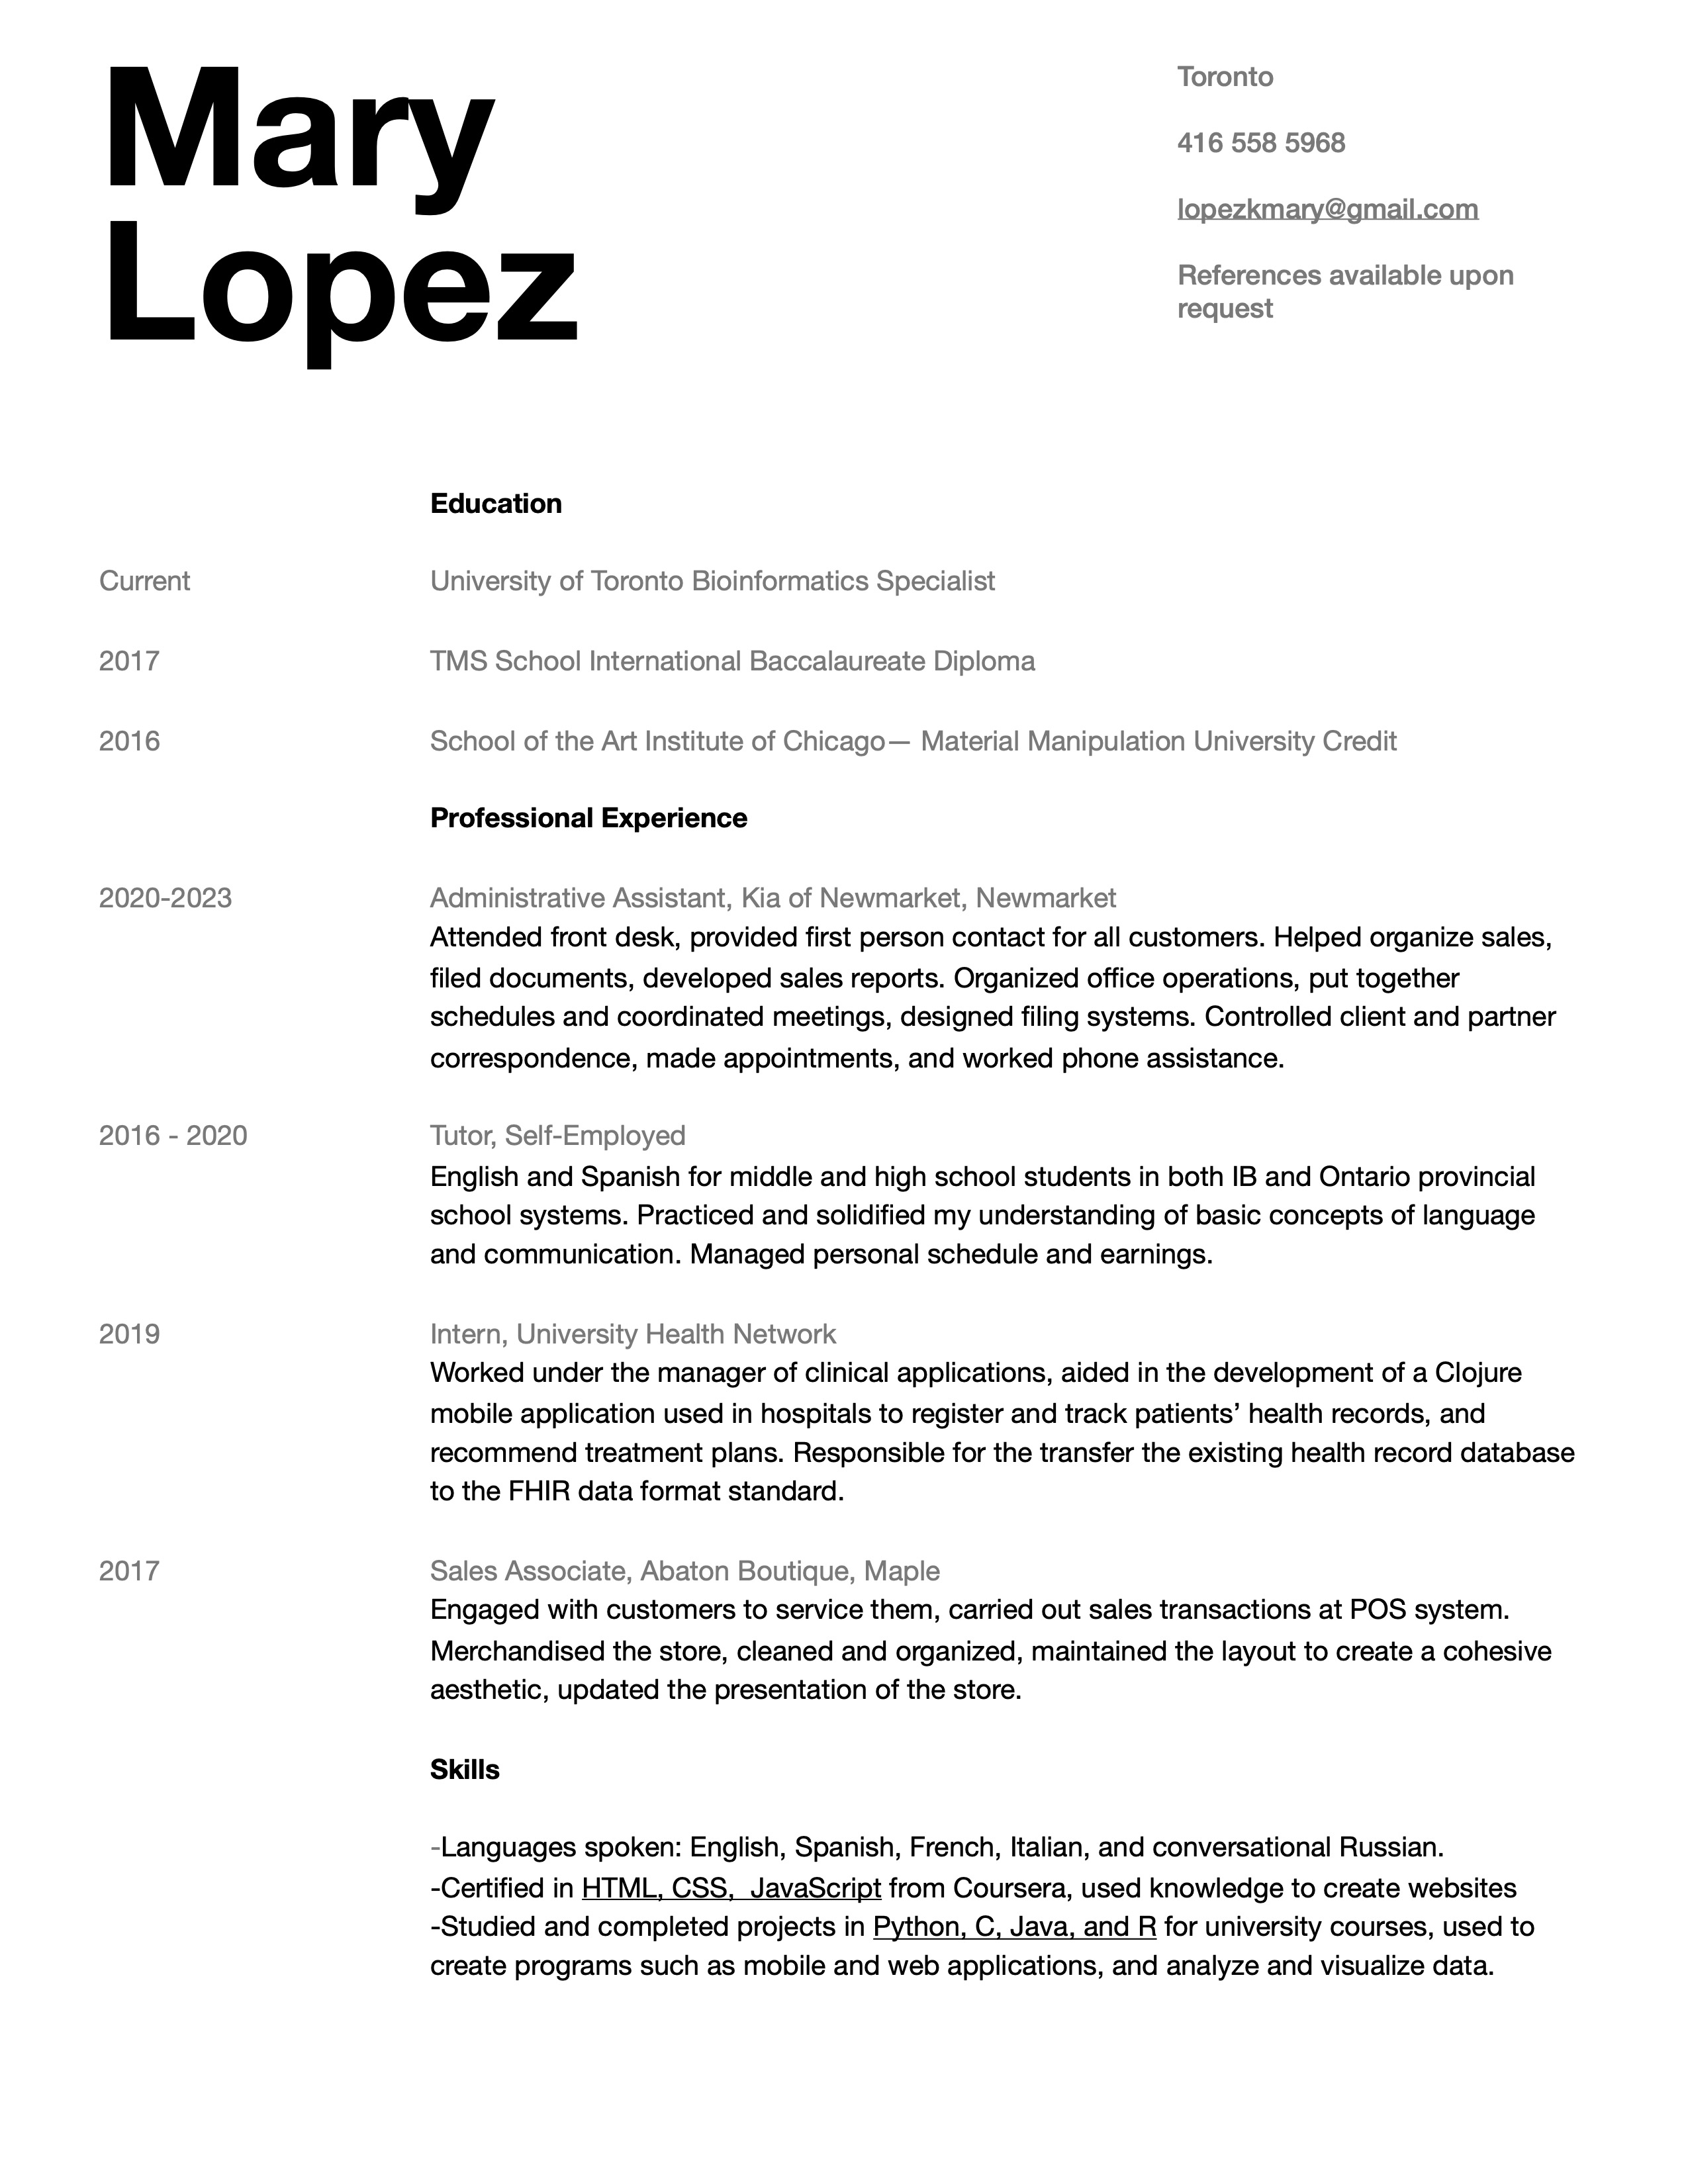 Mary
Lopez
Toronto
416 558 5968
lopezkmary@gmail.com
References available upon
request
Education
Current University of Toronto Bioinformatics Specialist
2017 TMS School International Baccalaureate Diploma
2016 School of the Art Institute of Chicago— Material Manipulation University Credit
Professional Experience
2020-2023 Administrative Assistant, Kia of Newmarket, Newmarket
Attended front desk, provided first person contact for all customers. Helped organize sales,
filed documents, developed sales reports. Organized office operations, put together
schedules and coordinated meetings, designed filing systems. Controlled client and partner
correspondence, made appointments, and worked phone assistance.
2016 - 2020 Tutor, Self-Employed
English and Spanish for middle and high school students in both IB and Ontario provincial
school systems. Practiced and solidified my understanding of basic concepts of language
and communication. Managed personal schedule and earnings.
2019 Intern, University Health Network
Worked under the manager of clinical applications, aided in the development of a Clojure
mobile application used in hospitals to register and track patients’ health records, and
recommend treatment plans. Responsible for the transfer the existing health record database
to the FHIR data format standard.
2017 Sales Associate, Abaton Boutique, Maple
Engaged with customers to service them, carried out sales transactions at POS system.
Merchandised the store, cleaned and organized, maintained the layout to create a cohesive
aesthetic, updated the presentation of the store.
Skills
-Languages spoken: English, Spanish, French, Italian, and conversational Russian.
-Certified in HTML, CSS,  JavaScript from Coursera, used knowledge to create websites
-Studied and completed projects in Python, C, Java, and R for university courses, used to
create programs such as mobile and web applications, and analyze and visualize data.